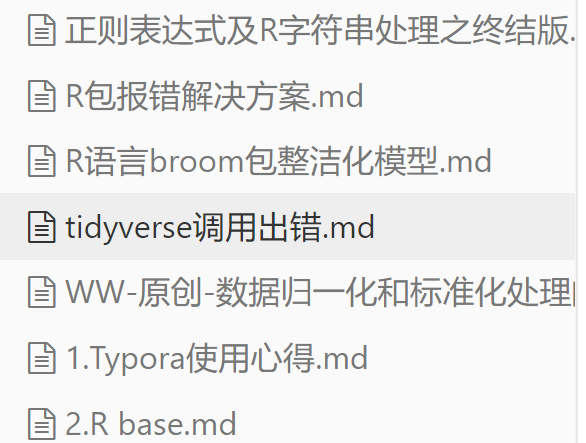 正则表达式及R字符串处理之终结版.
R包报错解决方案.md
R语言broom包整洁化模型.md
tidyverse调用出错.md
WW-原创-数据归一化和标准化处理
1.Typora使用心得.md
2.R base.md